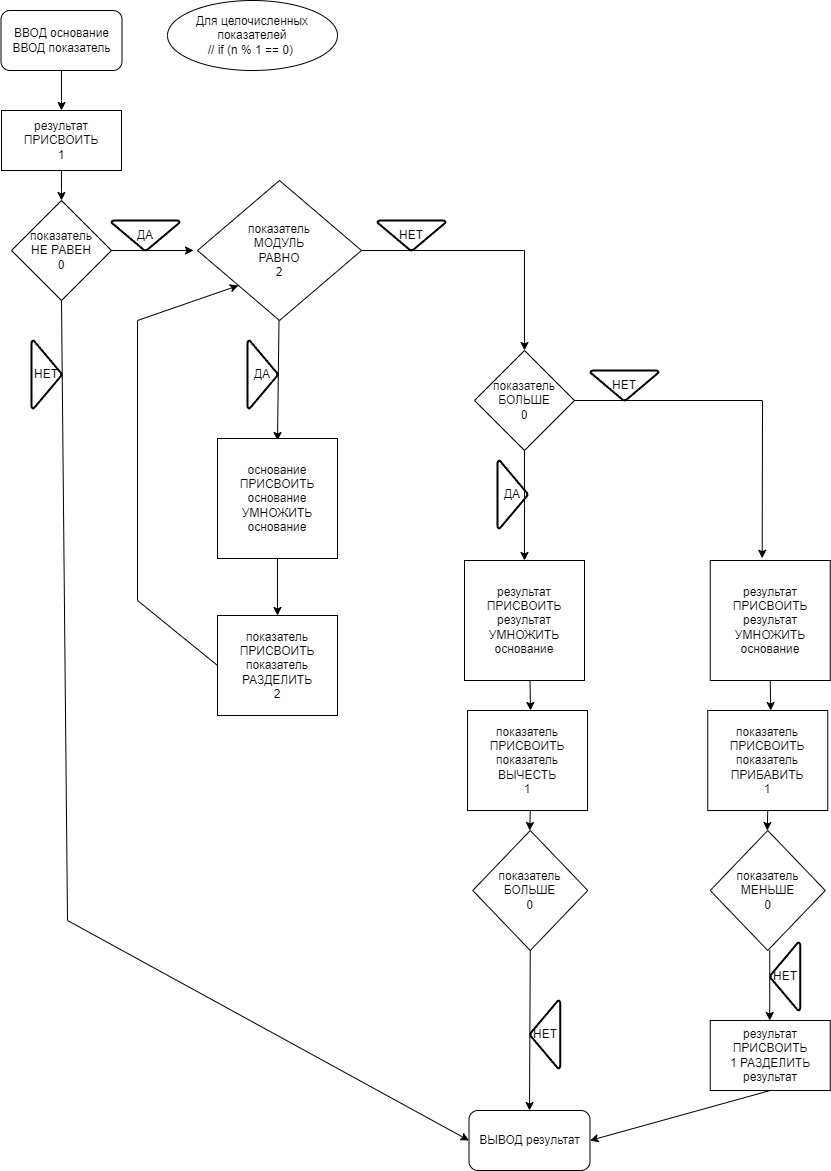 ВВОД основание
ВВОД показатель
Для целочисленных
показателей
// if (n % 1 == 0)
результат
ПРИСВОИТЬ
1
показатель
НЕ РАВЕН
0
ДА
показатель
МОДУЛЬ
РАВНО
2
НЕТ
НЕТ
ДА
показатель
БОЛЬШЕ
0
НЕТ
основание
ПРИСВОИТЬ
основание
УМНОЖИТЬ
основание
ДА
показатель
ПРИСВОИТЬ
показатель
РАЗДЕЛИТЬ
2
результат
ПРИСВОИТЬ
результат
УМНОЖИТЬ
основание
результат
ПРИСВОИТЬ
результат
УМНОЖИТЬ
основание
показатель
ПРИСВОИТЬ
показатель
ВЫЧЕСТЬ
1
показатель
ПРИСВОИТЬ
показатель
ПРИБАВИТЬ
1
показатель
БОЛЬШЕ
0
показатель
МЕНЬШЕ
0
НЕТ
НЕТ
результат
ПРИСВОИТЬ
1 РАЗДЕЛИТЬ
результат
ВЫВОД результат